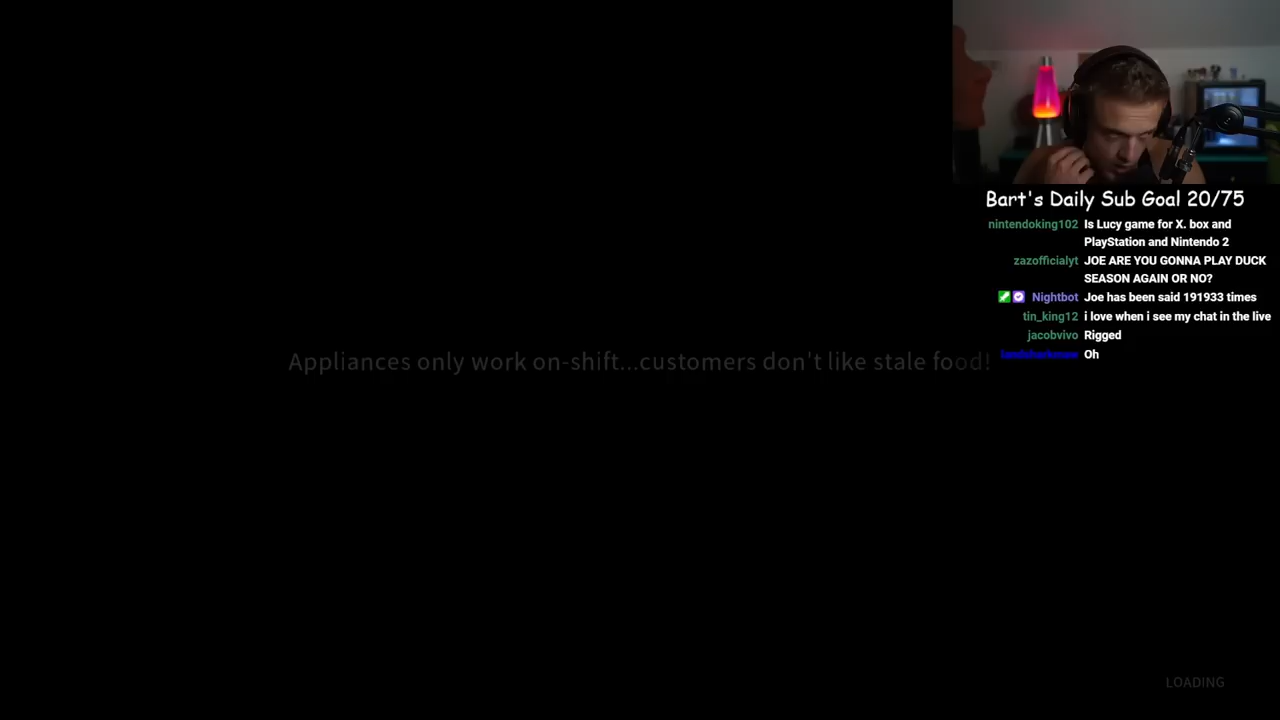 Bart's Daily Sub Goal 20/75
nintendoking102 Is Lucy game for X. box and
PlayStation and Nintendo 2
zazofficialyt JOE ARE YOU GONNA PLAY DUCK
SEASON AGAIN OR NO?
Nightbot Joe has been said 191933 times
tin_king12 i love when i see my chat in the live
jacobvivo Rigged
Oh
Appliances only work on-shift...customers don't like stale food!
LOADING